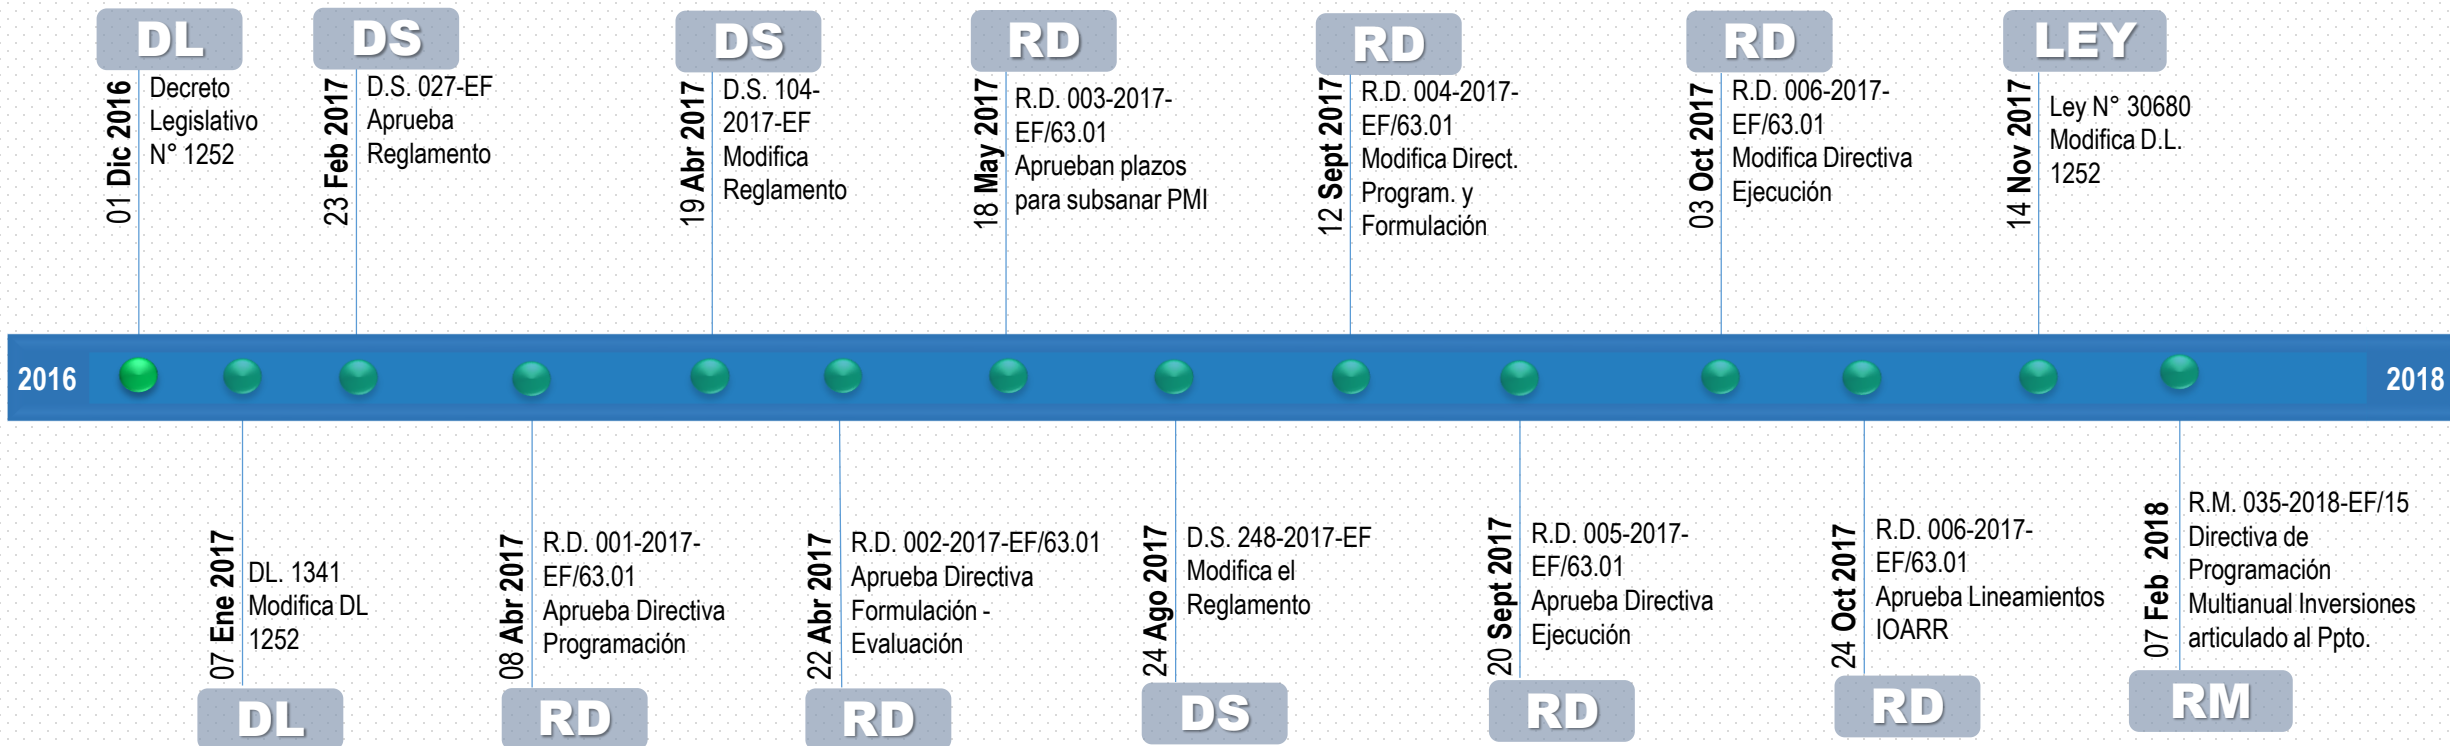 DL
01 Dic 2016
Decreto
Legislativo
N° 1252
DS
23 Feb 2017
D.S. 027-EF
Aprueba
Reglamento
DS
19 Abr 2017
D.S. 104-
2017-EF
Modifica
Reglamento
RD
18 May 2017
R.D. 003-2017-
EF/63.01
Aprueban plazos
para subsanar PMI
RD
12 Sept 2017
R.D. 004-2017-
EF/63.01
Modifica Direct.
Program. y
Formulación
RD
03 Oct 2017
R.D. 006-2017-
EF/63.01
Modifica Directiva
Ejecución
LEY
14 Nov 2017
Ley N° 30680
Modifica D.L.
1252
2016
2018
07 Ene 2017
DL. 1341
Modifica DL
1252
DL
08 Abr 2017
R.D. 001-2017-
EF/63.01
Aprueba Directiva
Programación
RD
22 Abr 2017
R.D. 002-2017-EF/63.01
Aprueba Directiva
Formulación -
Evaluación
RD
24 Ago 2017
D.S. 248-2017-EF
Modifica el
Reglamento
DS
20 Sept 2017
R.D. 005-2017-
EF/63.01
Aprueba Directiva
Ejecución
RD
24 Oct 2017
R.D. 006-2017-
EF/63.01
Aprueba Lineamientos
IOARR
RD
07 Feb 2018
R.M. 035-2018-EF/15
Directiva de
Programación
Multianual Inversiones
articulado al Ppto.
RM